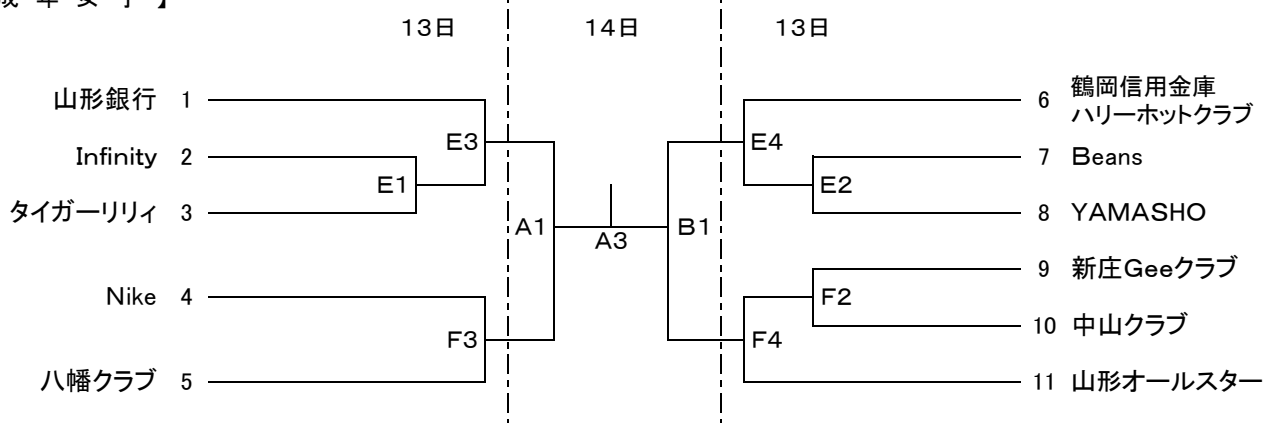 成 年 女 子 】
13日 14日 13日
山形銀行 1
Infinity 2
タイガーリリィ 3
Nike 4
八幡クラブ 5
E1
E3
F3
A1
A3
B1
E4
E2
F2
F4
6 鶴岡信用金庫
ハリーホットクラブ
7 Beans
8 YAMASHO
9 新庄Geeクラブ
10 中山クラブ
11 山形オールスター